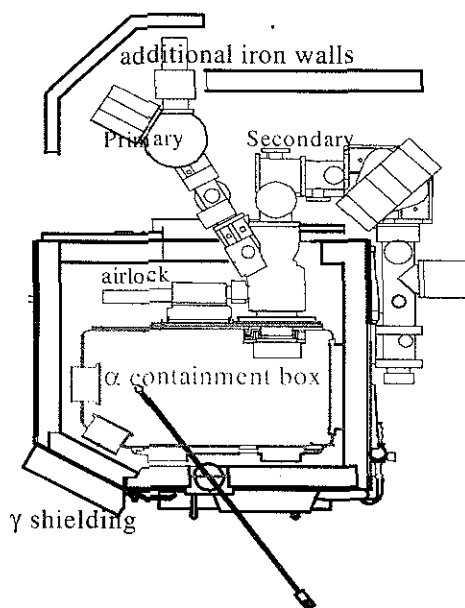 additional iron walls
Primary
Secondary
airlock
α containment box
γ shielding